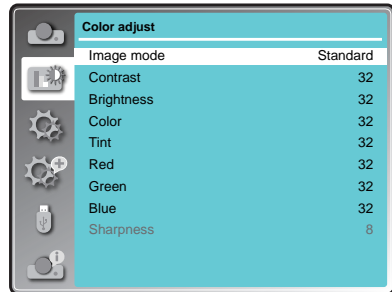 Color adjust
Image mode Standard
Contrast 32
Brightness 32
Color 32
Tint 32
Red 32
Green 32
Blue 32
Sharpness 8